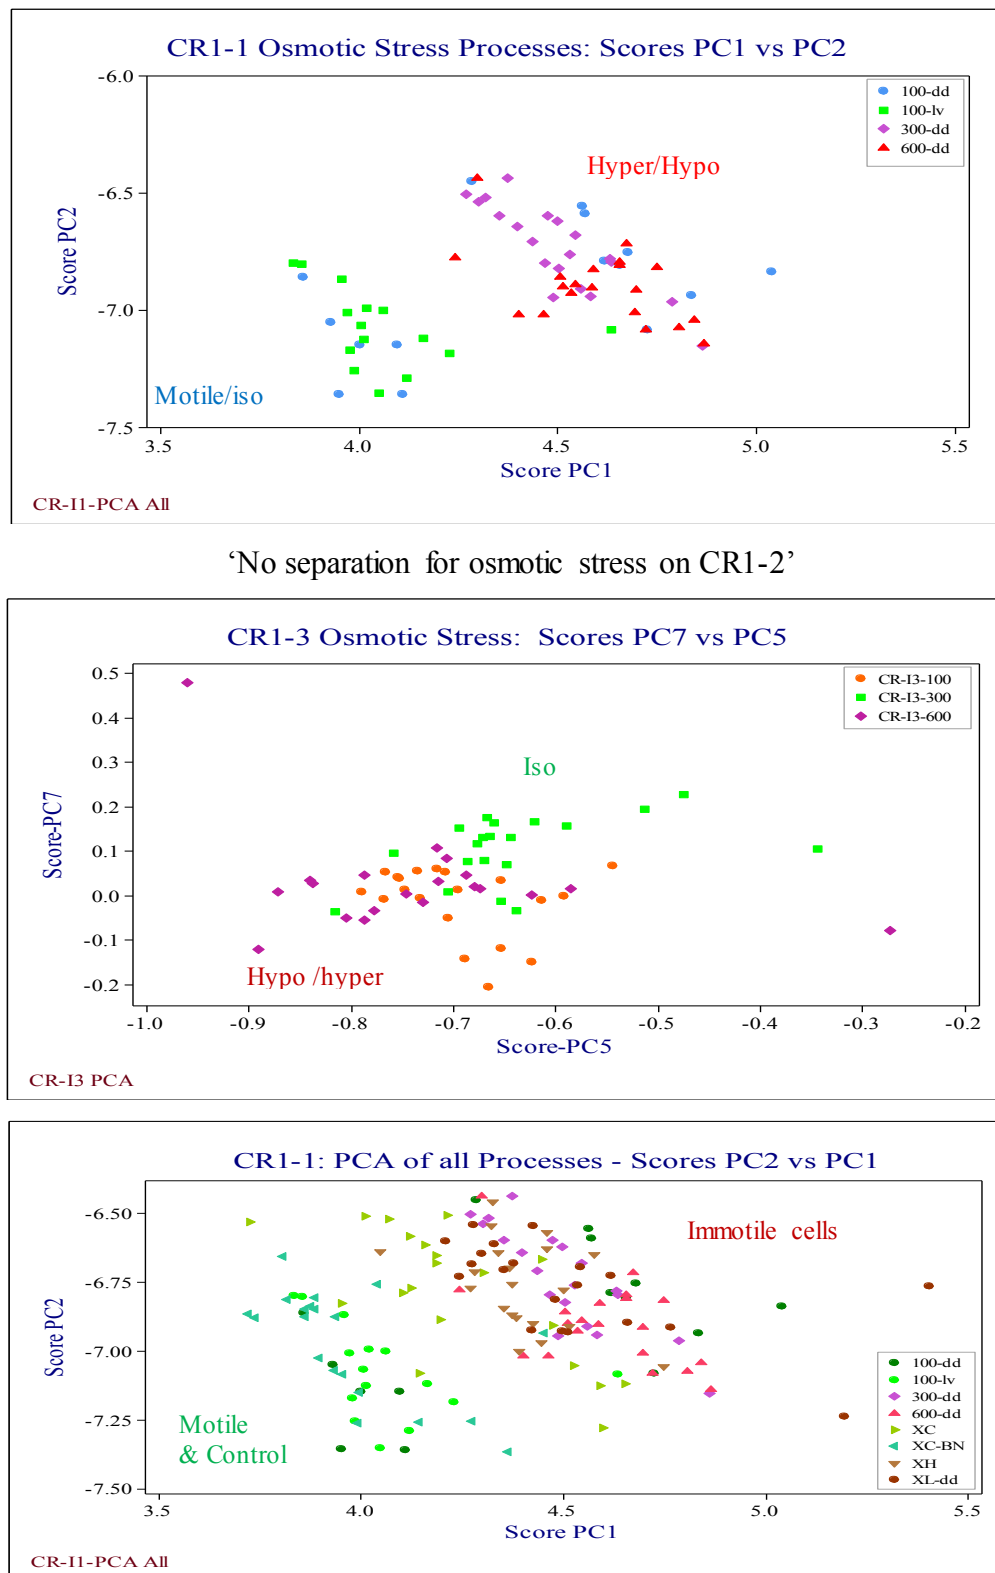 CR1-1 Osmotic Stress Processes: Scores PC1 vs PC2
-6.0
-6.5
-7.0
-7.5
Score PC2
100-dd
100-lv
300-dd
600-dd
Hyper/Hypo
Motile/iso
3.5 4.0 4.5 5.0 5.5
Score PC1
CR-I1-PCA All
‘No separation for osmotic stress on CR1-2’
CR1-3 Osmotic Stress: Scores PC7 vs PC5
0.5
0.4
0.3
0.2
0.1
0.0
-0.1
-0.2
Score-PC7
CR-I3-100
CR-I3-300
CR-I3-600
Iso
Hypo /hyper
-1.0 -0.9 -0.8 -0.7 -0.6 -0.5 -0.4 -0.3 -0.2
Score-PC5
CR-I3 PCA
CR1-1: PCA of all Processes - Scores PC2 vs PC1
-6.50
-6.75
-7.00
-7.25
-7.50
Score PC2
Immotile cells
Motile
& Control
100-dd
100-lv
300-dd
600-dd
XC
XC-BN
XH
XL-dd
3.5 4.0 4.5 5.0 5.5
Score PC1
CR-I1-PCA All